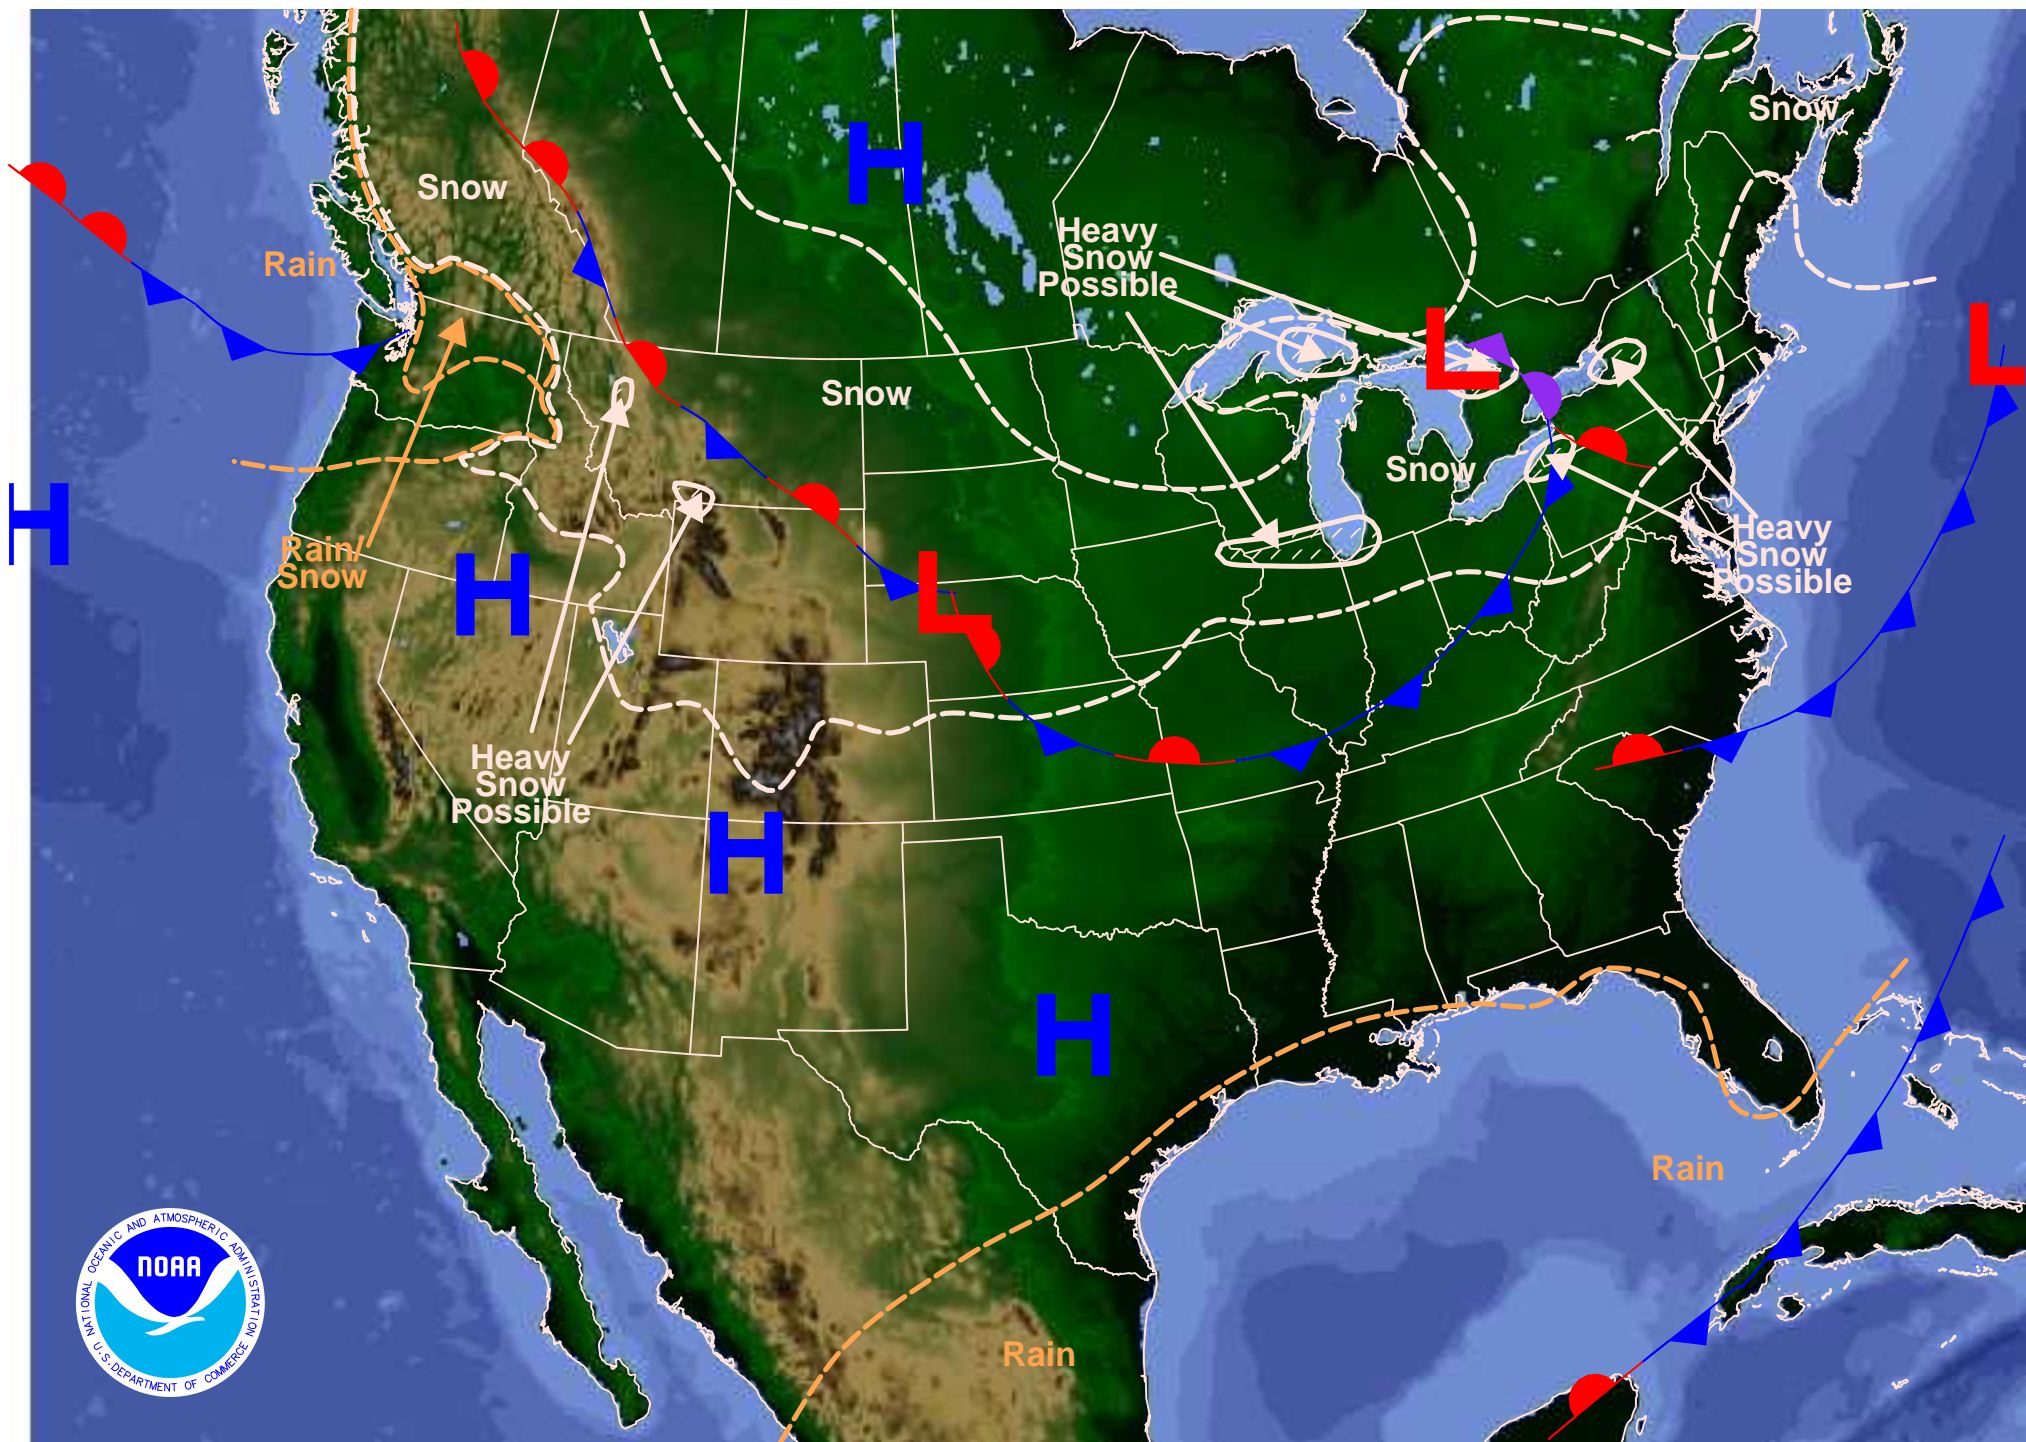 Snow
Snow
H
Heavy
Snow
Possible
Rain
L
L
Snow
Snow
H
Rain/
Snow
H
Heavy
Snow
Possible
L
Heavy
Snow
Possible
H
H
Rain
Rain
NATIONAL OCEANIC AND ATMOSPHERIC ADMINISTRATION
NOAA
U.S. DEPARTMENT OF COMMERCE